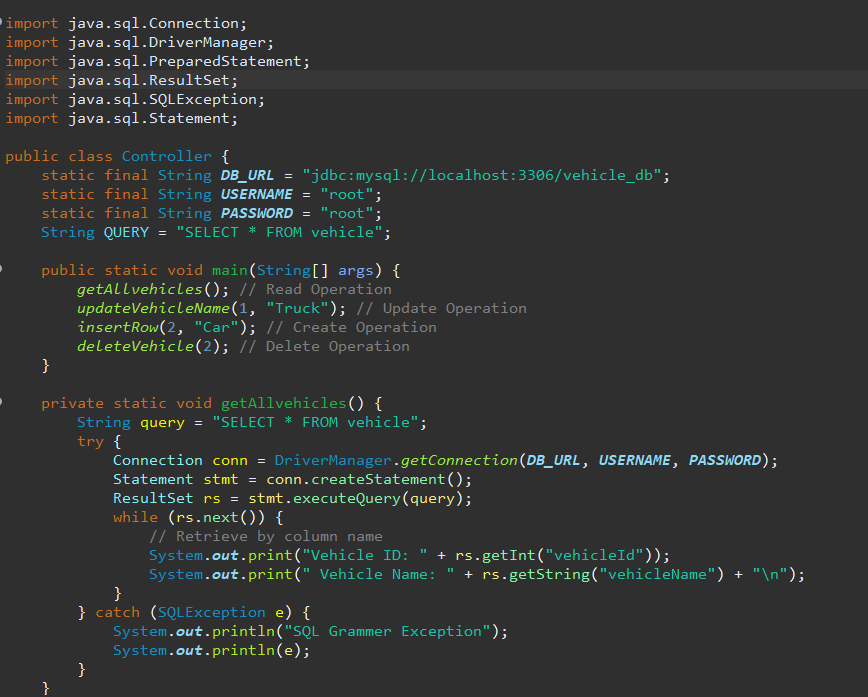 import java.sql.Connection;
import java.sql.DriverManager;
import java.sql.PreparedStatement;
import java.sql.ResultSet;
import java.sql.SQLException;
import java.sql.Statement;
public class Controller {
static final String DB_URL = "jdbc:mysql://localhost:3306/vehicle_db";
static final String USERNAME = "root";
static final String PASSWORD = "root";
String QUERY = "SELECT * FROM vehicle";
public static void main(String[] args) {
getAllvehicles(); // Read Operation
updateVehicleName(1, "Truck"); // Update Operation
insertRow(2, "Car"); // Create Operation
deleteVehicle(2); // Delete Operation
}
private static void getAllvehicles() {
String query = "SELECT * FROM vehicle";
try {
Connection conn = DriverManager.getConnection(DB_URL, USERNAME, PASSWORD);
Statement stmt = conn.createStatement();
ResultSet rs = stmt.executeQuery(query);
while (rs.next()) {
// Retrieve by column name
System.out.print("Vehicle ID: " + rs.getInt("vehicleId"));
System.out.print(" Vehicle Name: " + rs.getString("vehicleName") + "\n");
}
} catch (SQLException e) {
System.out.println("SQL Grammer Exception");
System.out.println(e);
}
}